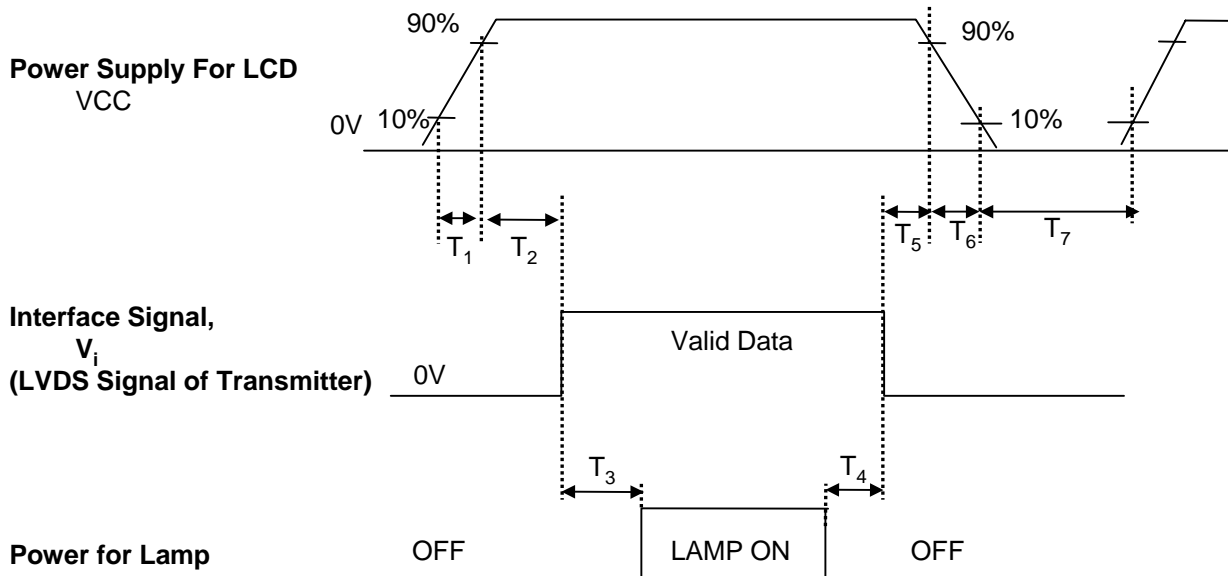 Power Supply For LCD
VCC
90%
90%
0V
10%
10%
T1
T2
T5
T6
T7
Interface Signal,
Vi
(LVDS Signal of Transmitter)
0V
Valid Data
T3
T4
Power for Lamp
OFF
LAMP ON
OFF